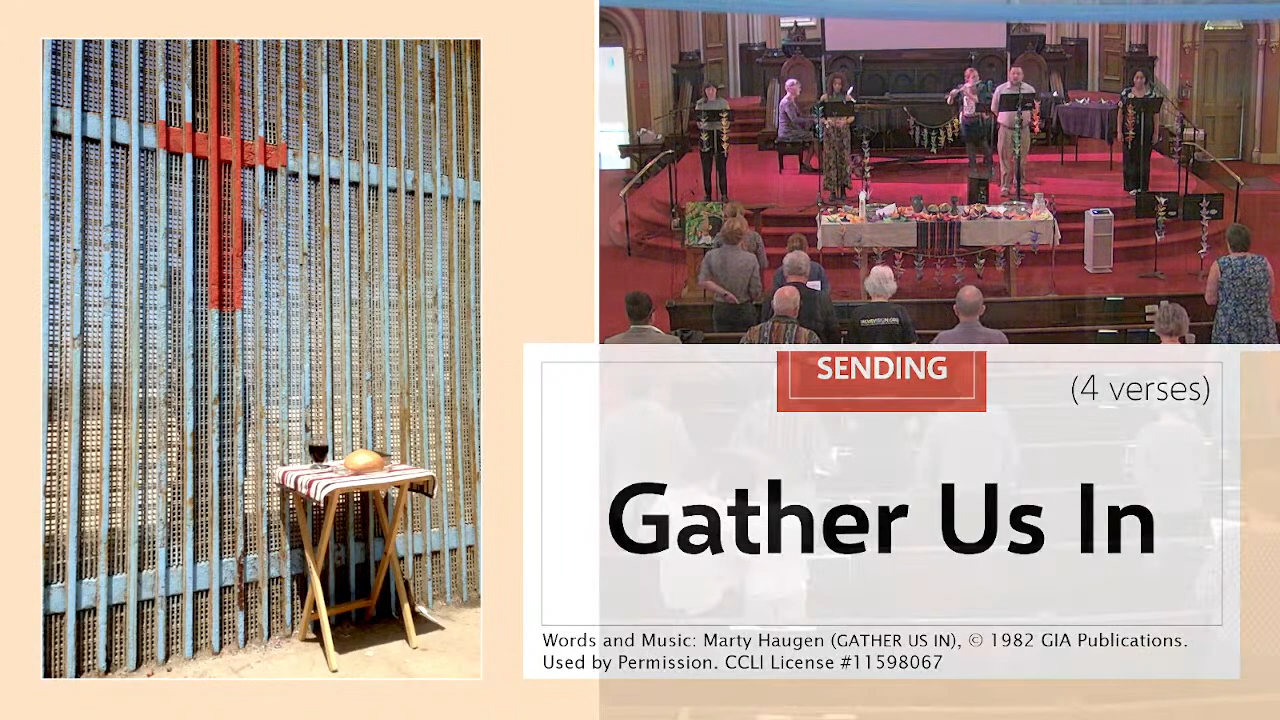 SENDING
(4 verses)
Gather Us In
Words and Music: Marty Haugen (GATHER US IN), © 1982 GIA Publications.
Used by Permission. CCLI License #11598067